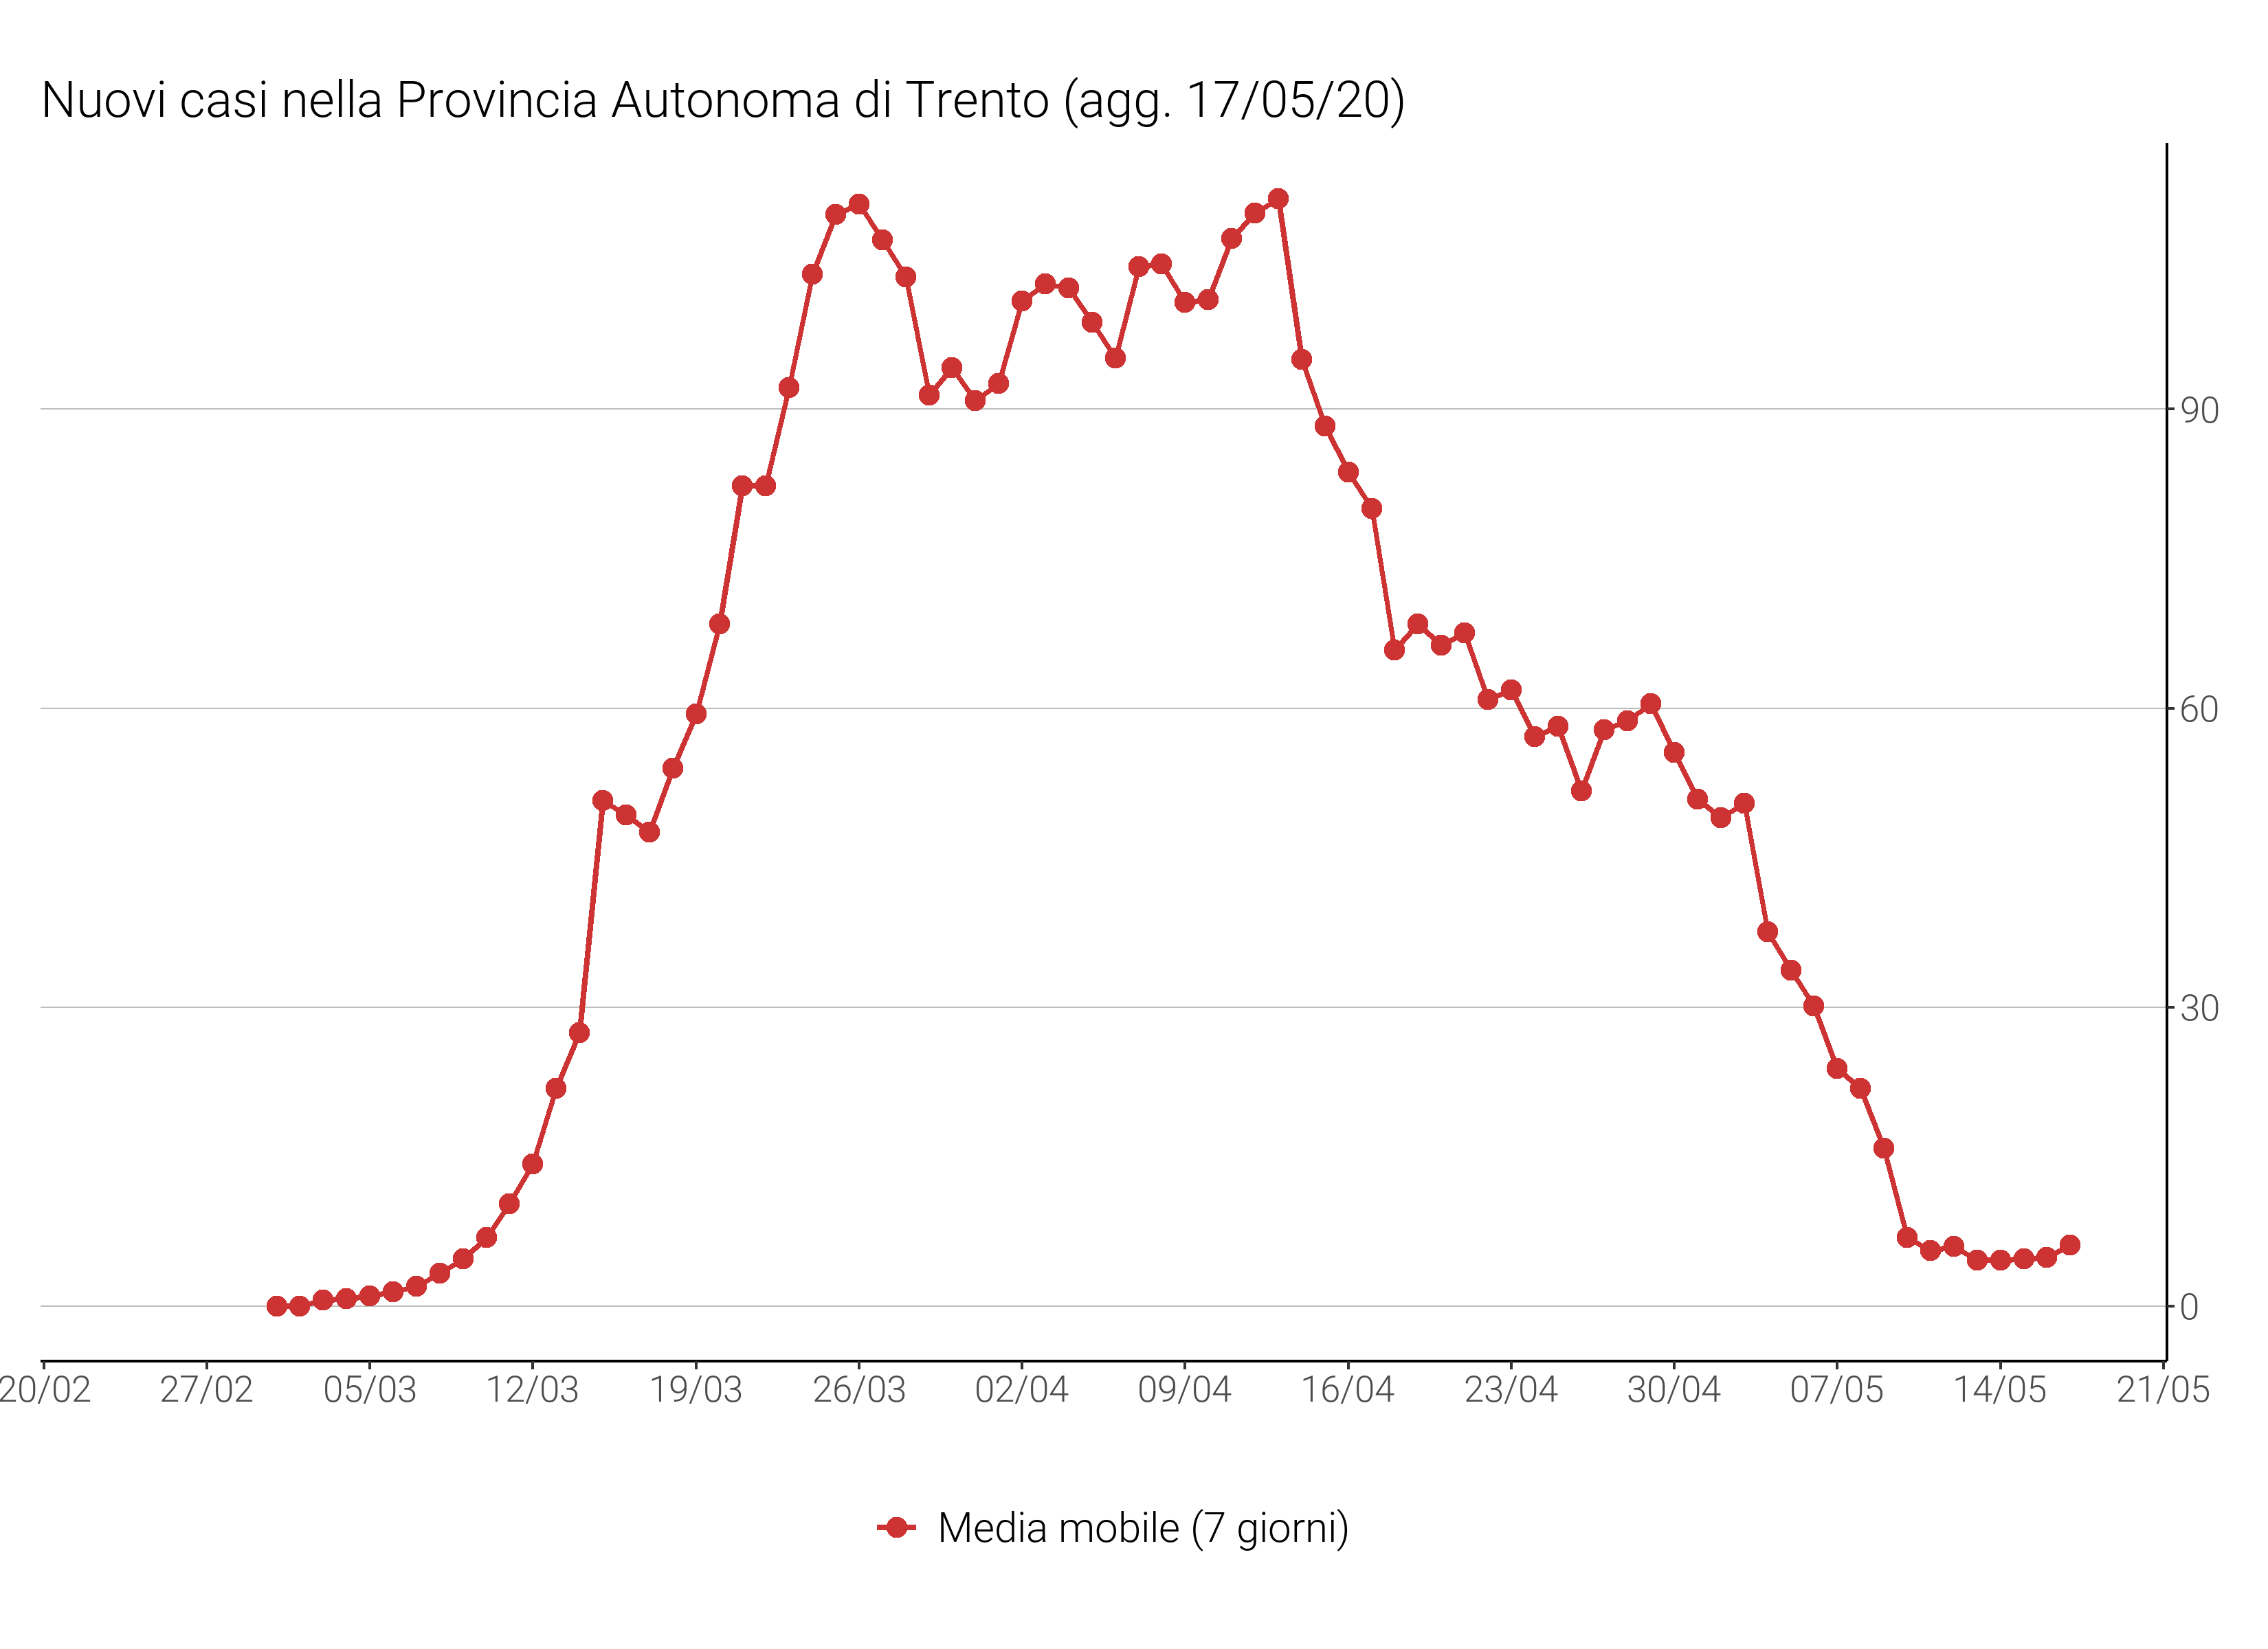 Nuovi casi nella Provincia Autonoma di Trento (agg. 17/05/20)
90
60
30
0
20/02 27/02 05/03 12/03 19/03 26/03 02/04 09/04 16/04 23/04 30/04 07/05 14/05 21/05
Media mobile (7 giorni)